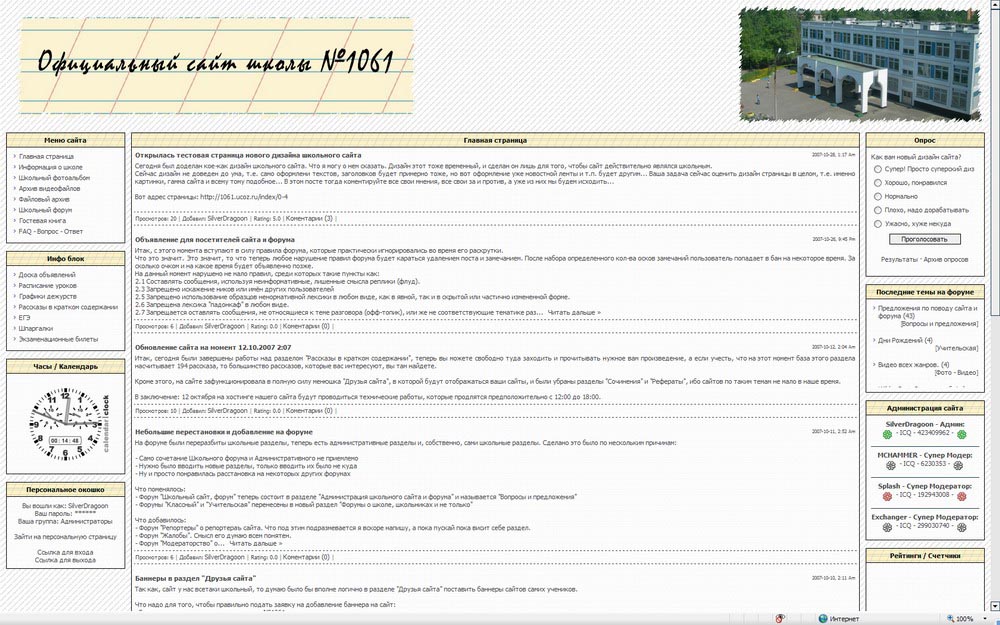 Официальный сайт школы №1061
Меню сайта
Главная страница
Информация о школе
Школьный фотоальбом
Архив видеофайлов
Файловый архив
Школьный форум
Гостевая книга
FAQ - Вопрос - Ответ
Инфо блок
Доска объявлений
Расписание уроков
Графики дежурств
Рассказы в кратком содержании
ЕГЭ
Шпаргалки
Экзаменационные билеты
Часы / Календарь
12
11
1
10
2
9
3
8
4
7
5
6
00 : 14 : 48
calendarclock
Персональное окошко
Вы вошли как: SilverDragoon
Ваш пароль: ******
Ваша группа: Администраторы
Зайти на персональную страницу
Ссылка для входа
Ссылка для выхода
Главная страница
Открылась тестовая страница нового дизайна школьного сайта 2007-10-28, 1:17 Am
Сегодня был доделан кое-как дизайн школьного сайта. Что я могу о нем сказать. Дизайн этот тоже временный, и сделан он лишь для того, чтобы сайт действительно являлся школьным.
Сейчас дизайн не доведен до ума, т.е. само оформлени текстов, заголовков будет примерно тоже, но вот оформление уже новостной ленты и т.п. будет другим... Ваша задача сейчас оценить дизайн страницы в целом, т.е. именно
картинки, гамма сайта и всему тому подобное... В этом посте тогда коментируйте все свои мнения, все свои за и против, а уже из них мы будем исходить...
Вот адрес страницы: http://1061.ucoz.ru/index/0-4
Просмотров: 20 | Добавил: SilverDragoon | Rating: 5.0 | Коментарии (3) |
Объявление для посетителей сайта и форума 2007-10-26, 9:45 Pm
Итак, с этого момента вступают в силу правила форума, которые практически игнорировались во время его раскрутки.
Что это значит. Это значит, то что теперь любое нарушение правил форума будет караться удалением поста и замечанием. После набора определенного кол-ва осков замечаний пользователь попадает в бан на некоторое время. За
сколько очком и на какое время будет объявленно позже.
На данный момент нарушено не мало правил, среди которых такие пункты как:
2.1 Составлять сообщения, используя неинформативные, лишенные смысла реплики (флуд).
2.3 Запрещено искажение ников или имён других пользователей
2.5 Запрещено использование образцов ненормативной лексики в любом виде, как в явной, так и в скрытой или частично измененной форме.
2.6 Запрещена лексика "падонкаф" в любом виде.
2.7 Запрещается оставлять сообщения, не относящиеся к теме разговора (офф-топик), или же не соответствующие тематике раз... Читать дальше »
Просмотров: 6 | Добавил: SilverDragoon | Rating: 0.0 | Коментарии (0) |
Обновление сайта на момент 12.10.2007 2:07 2007-10-12, 2:04 Am
Итак, сегодня были завершены работы над разделом "Рассказы в кратком содержании", теперь вы можете свободно туда заходить и прочитывать нужное вам произведение, а если учесть, что на этот момент база этого раздела
насчитывает 194 рассказа, то большинство рассказов, которые вас интересуют, вы там найдете.
Кроме этого, на сайте зафункционировала в полную силу менюшка "Друзья сайта", в которой будут отображаться ваши сайты, и были убраны разделы "Сочинения" и "Рефераты", ибо сайтов по таким темам не мало в наше время.
В заключение: 12 октября на хостинге нашего сайта будут проводиться технические работы, которые продлятся предположительно с 12:00 до 18:00.
Просмотров: 10 | Добавил: SilverDragoon | Rating: 0.0 | Коментарии (0) |
Небольшие перестановки и добавление на форуме 2007-10-11, 2:52 Am
На форуме были переразбиты школьные разделы, теперь есть административные разделы и, собственно, сами школьные разделы. Сделано это было по нескольким причинам:
- Само сочетание Школьного форума и Административного не приемлемо
- Нужно было вводить новые разделы, только вводить их было не куда
- Ну и просто понравилась расстановка на некоторых других форумах
Что поменялось:
- Форум "Школьный сайт, форум" теперь состоит в разделе "Администрация школьного сайта и форума" и называется "Вопросы и предложения"
- Форумы "Классный" и "Учительская" перенесены в новый раздел "Форумы о школе, школьниках и не только"
Что добавилось:
- Форум "Репортеры" о репортерах сайта. Что под этим подразмевается я вскоре напишу, а пока пускай пока висит себе раздел.
- Форум "Жалобы". Смысл его думаю всем понятен.
- Форум "Модераторство" о... Читать дальше »
Просмотров: 6 | Добавил: SilverDragoon | Rating: 0.0 | Коментарии (0) |
Баннеры в раздел "Друзья сайта" 2007-10-10, 2:11 Am
Так как, сайт у нас всетаки школьный, то думаю было бы вполне логично в разделе "Друзья сайта" поставить баннеры сайтов самих учеников.
Что надо для того, чтобы правильно подать заявку на добавление баннера на сайт:
Опрос
Как вам новый дизайн сайта?
Супер! Просто суперский диз
Хорошо, понравился
Нормально
Плохо, надо дорабатывать
Ужасно, хуже некуда
Проголосовать
Результаты · Архив опросов
Последние темы на форуме
Предложения по поводу сайта и
форума (43)
[Вопросы и предложения]
Дни Рождений (4)
[Учительская]
Видео всех жанров. (4)
[Фото - Видео]
Администрация сайта
SilverDragoon - Админ:
- ICQ - 423409962 -
MCHAMMER - Супер Модер:
- ICQ - 6230353 -
Splash - Супер Модератор:
- ICQ - 192943008 -
Exchanger - Супер Модератор:
- ICQ - 299030740 -
Рейтинги / Счетчики
Интернет 100%